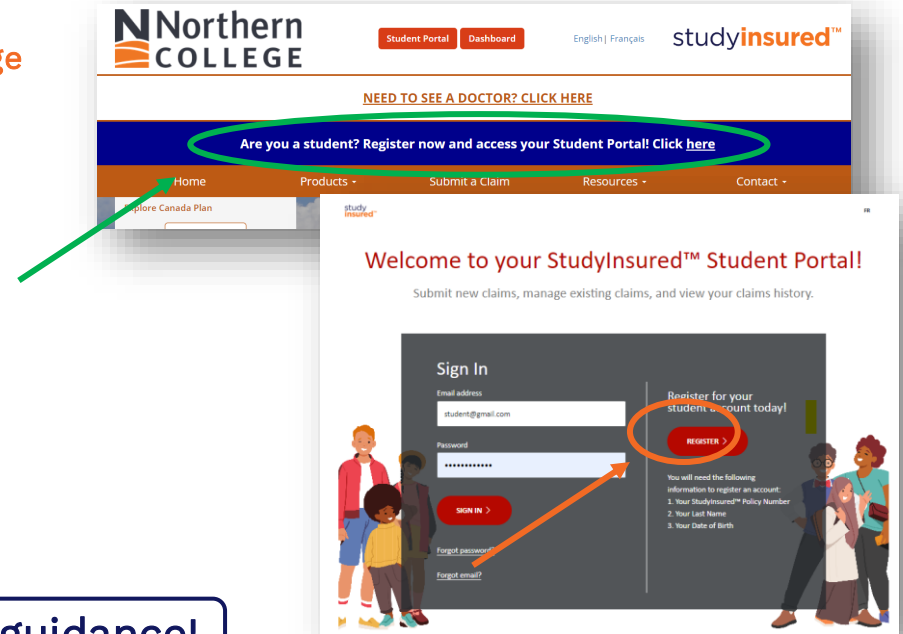 ge
Northern
COLLEGE
Student Portal
Dashboard
English| Français
studyinsured™
NEED TO SEE A DOCTOR? CLICK HERE
Are you a student? Register now and access your Student Portal! Click here
Home
Products
Submit a Claim
Resources
Contact
Explore Canada Plan
study
insured™
FR
Welcome to your StudyInsured™ Student Portal!
Submit new claims, manage existing claims, and view your claims history.
Sign In
Email address
student@gmail.com
Password
SIGN IN >
Forgot password?
Forgot email?
Register for your
student account today!
REGISTER >
You will need the following
information to register an account:
1. Your StudyInsured™ Policy Number
2. Your Last Name
3. Your Date of Birth
guidance!